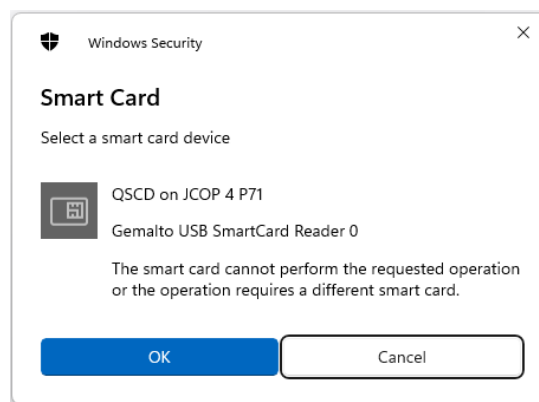 Windows Security
Smart Card
Select a smart card device
QSCD on JCOP 4 P71
Gemalto USB SmartCard Reader 0
The smart card cannot perform the requested operation
or the operation requires a different smart card.
OK
Cancel